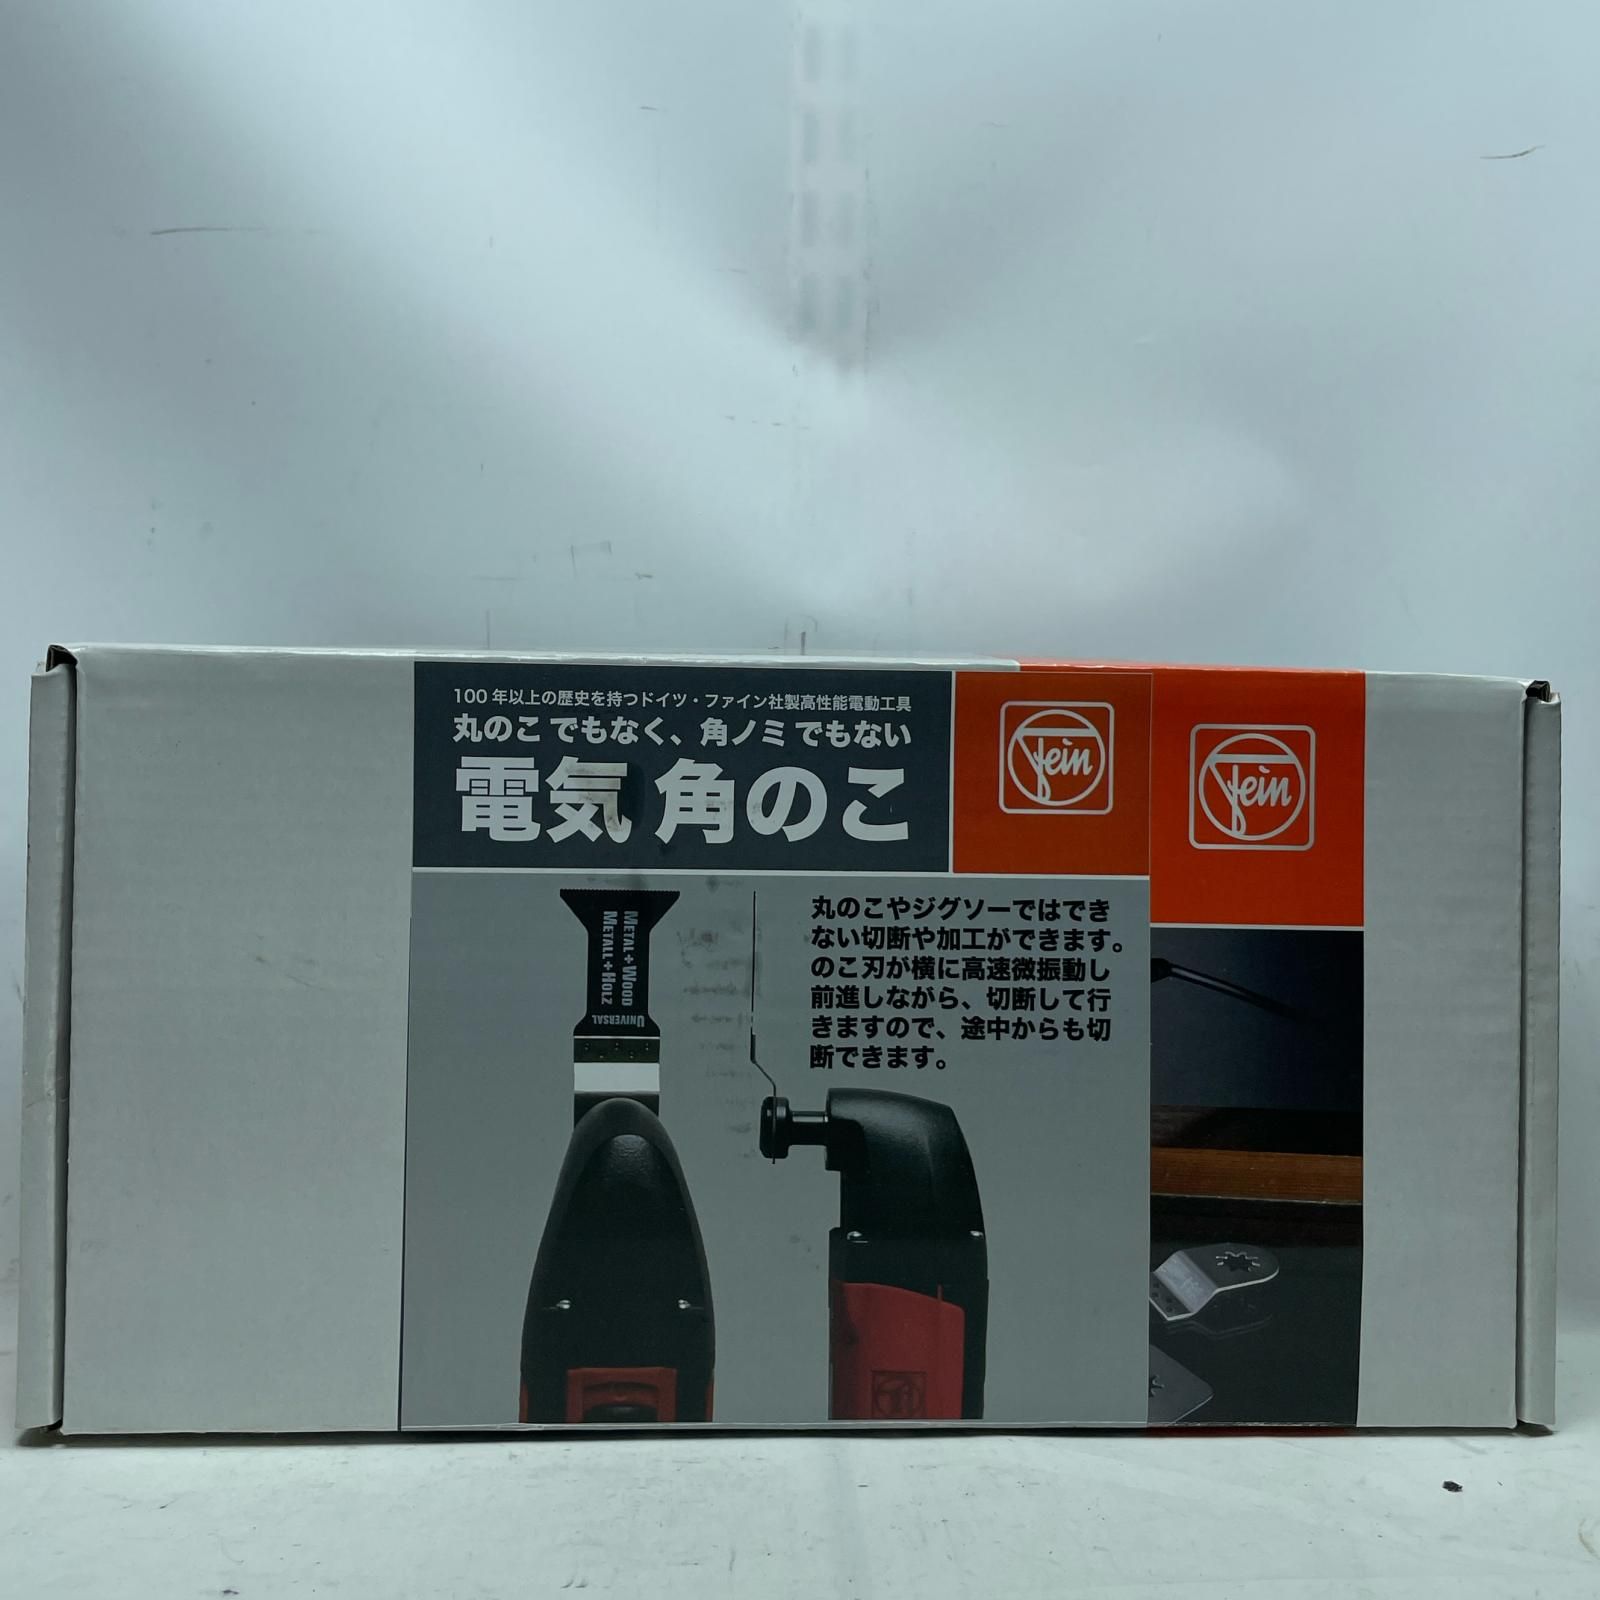 100 年以上の歴史を持つドイツ・ファイン社製高性能電動工具
丸のこ でもなく、角ノミ でもない
電気 角のこ
Fein
Fein
丸のこやジグソーではでき
ない切断や加工ができます。
のこ刃が横に高速微振動し
前進しながら、切断して行
きますので、途中からも切
断できます。
METAL+WOOD
METALL+HOLZ
UNIVERSAL